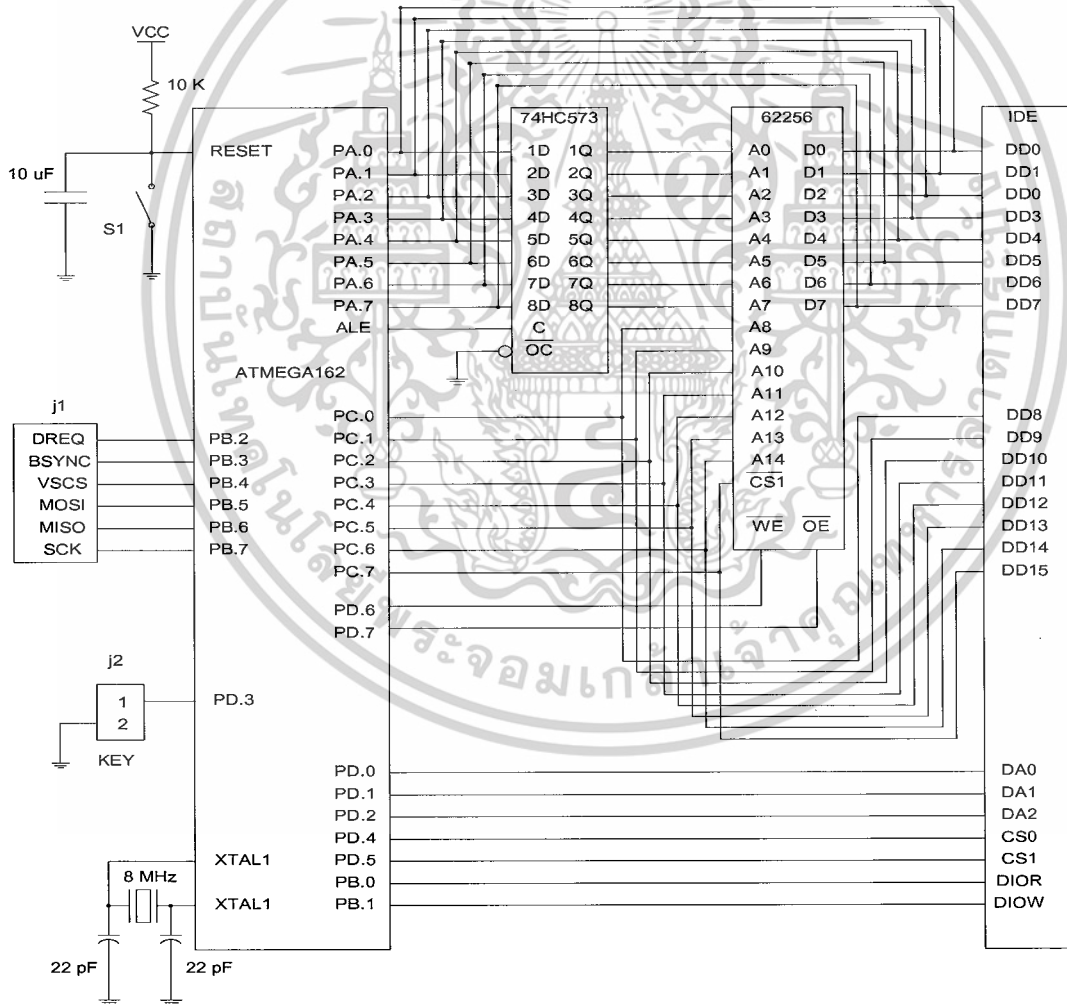 VCC
10 K
10 uF
S1
RESET
PA.0
PA.1
PA.2
PA.3
PA.4
PA.5
PA.6
PA.7
ALE
ATMEGA162
PC.0
PC.1
PC.2
PC.3
PC.4
PC.5
PC.6
PC.7
PD.6
PD.7
PB.2
PB.3
PB.4
PB.5
PB.6
PB.7
PD.3
PD.0
PD.1
PD.2
PD.4
PD.5
PB.0
PB.1
XTAL1
XTAL1
j1
DREQ
BSYNC
VSCS
MOSI
MISO
SCK
j2
1
2
KEY
8 MHz
22 pF
22 pF
74HC573
1D 1Q
2D 2Q
3D 3Q
4D 4Q
5D 5Q
6D 6Q
7D 7Q
8D 8Q
C
OC
62256
A0 D0
A1 D1
A2 D2
A3 D3
A4 D4
A5 D5
A6 D6
A7 D7
A8
A9
A10
A11
A12
A13
A14
CS1
WE OE
IDE
DD0
DD1
DD0
DD3
DD4
DD5
DD6
DD7
DD8
DD9
DD10
DD11
DD12
DD13
DD14
DD15
DA0
DA1
DA2
CS0
CS1
DIOR
DIOW